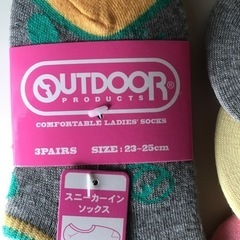 OUTDOOR
PRODUCTS
COMFORTABLE LADIES' SOCKS
3PAIRS SIZE:23-25cm
スニーカーイン
ソックス